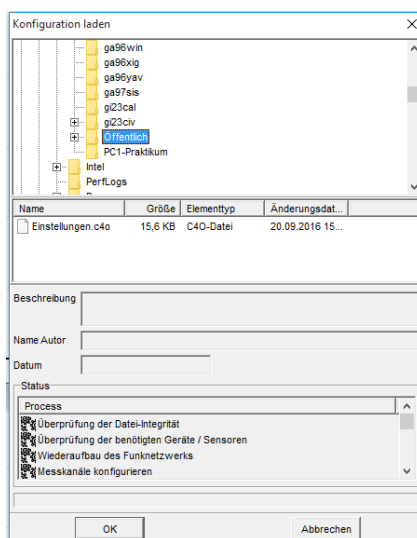 Konfiguration laden
ga96win
ga96xig
ga96yav
ga97sis
gi23cal
gi23civ
Öffentlich
PC1-Praktikum
Intel
PerfLogs
Name Größe Elementtyp Änderungsdat...
Einstellungen.c4o 15,6 KB C4O-Datei 20.09.2016 15...
Beschreibung
Name Autor
Datum
Status
Process
Überprüfung der Datei-Integrität
Überprüfung der benötigten Geräte / Sensoren
Wiederaufbau des Funknetzwerks
Messkanäle konfigurieren
OK Abbrechen